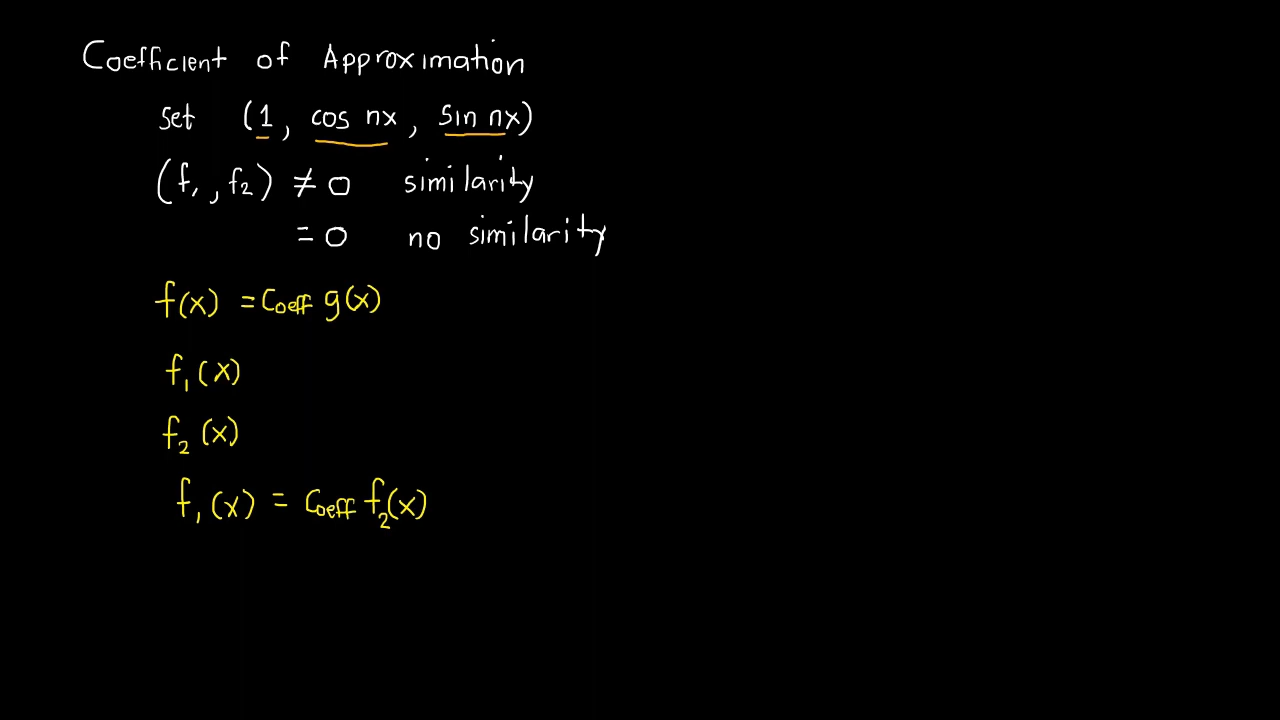 Coefficient of Approximation
Set (1, cos nx, sin nx)
(f₁, f₂) ≠ 0 similarity
= 0 no similarity
f(x) = Coeff g(x)
f₁(x)
f₂(x)
f₁(x) = Coeff f₂(x)